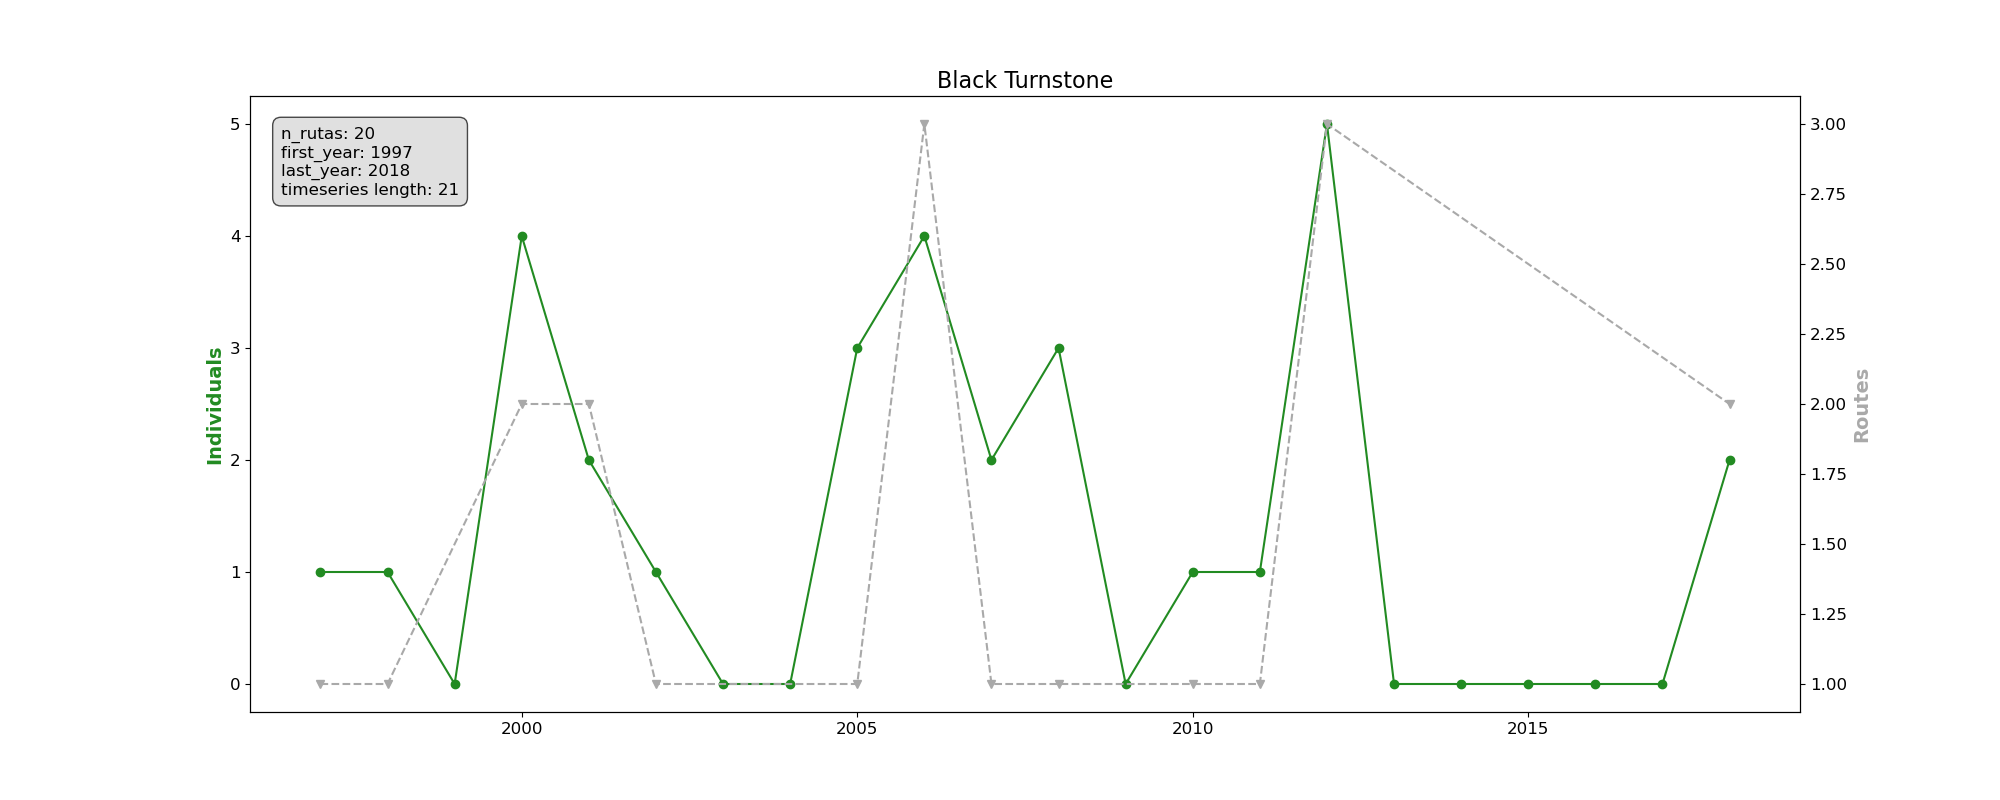 Black Turnstone
n_rutas: 20
first_year: 1997
last_year: 2018
timeseries length: 21
5
4
3
2
1
0
Individuals
3.00
2.75
2.50
2.25
2.00
1.75
1.50
1.25
1.00
Routes
2000
2005
2010
2015